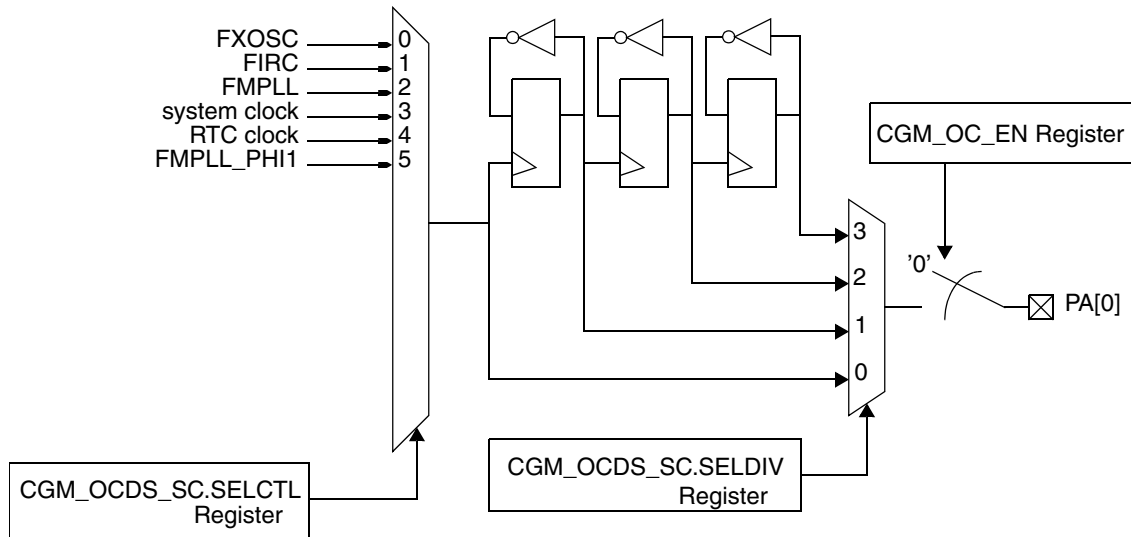 FXOSC
FIRC
FMPLL
system clock
RTC clock
FMPLL_PHI1
0
1
2
3
4
5
CGM_OC_EN Register
3
2
1
0
'0'
PA[0]
CGM_OCDS_SC.SELDIV
Register
CGM_OCDS_SC.SELCTL
Register